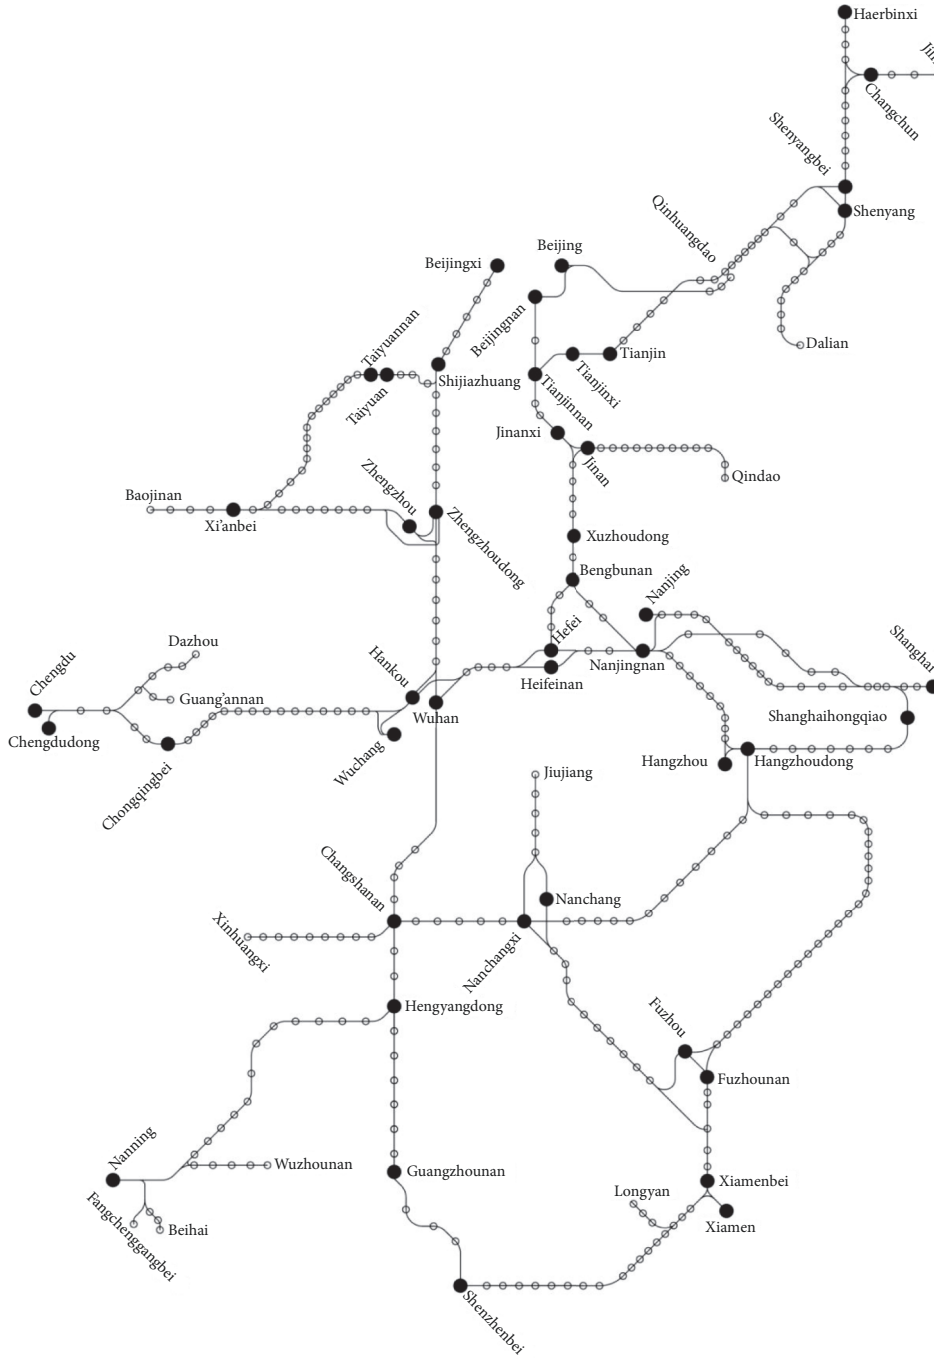 Haerbinxi
Jil
Changchun
Shenyangbei
Shenyang
Qinhuangdao
Beijing
Beijingxi
Beijingnan
Dalian
Taiyuannan
Tianjin
Tianjinxi
Shijiazhuang
Taiyuan
Tianjinnan
Jinanxi
Jinan
Qindao
Zhengzhou
Baojinan
Xi'anbei
Zhengzhoudong
Xuzhoudong
Bengbunan
Nanjing
Hefei
Dazhou
Hankou
Heifeinan
Nanjingnan
Shanghai
Chengdu
Guang'annan
Wuhan
Shanghaihongqiao
Chengdudong
Wuchang
Hangzhou
Hangzhoudong
Chongqingbei
Jiujiang
Changshanan
Nanchang
Xinhuangxi
Nanchangxi
Hengyangdong
Fuzhou
Fuzhounan
Nanning
Wuzhounan
Guangzhounan
Xiamenbei
Longyan
Fangchenggangbei
Beihai
Xiamen
Shenzhenbei